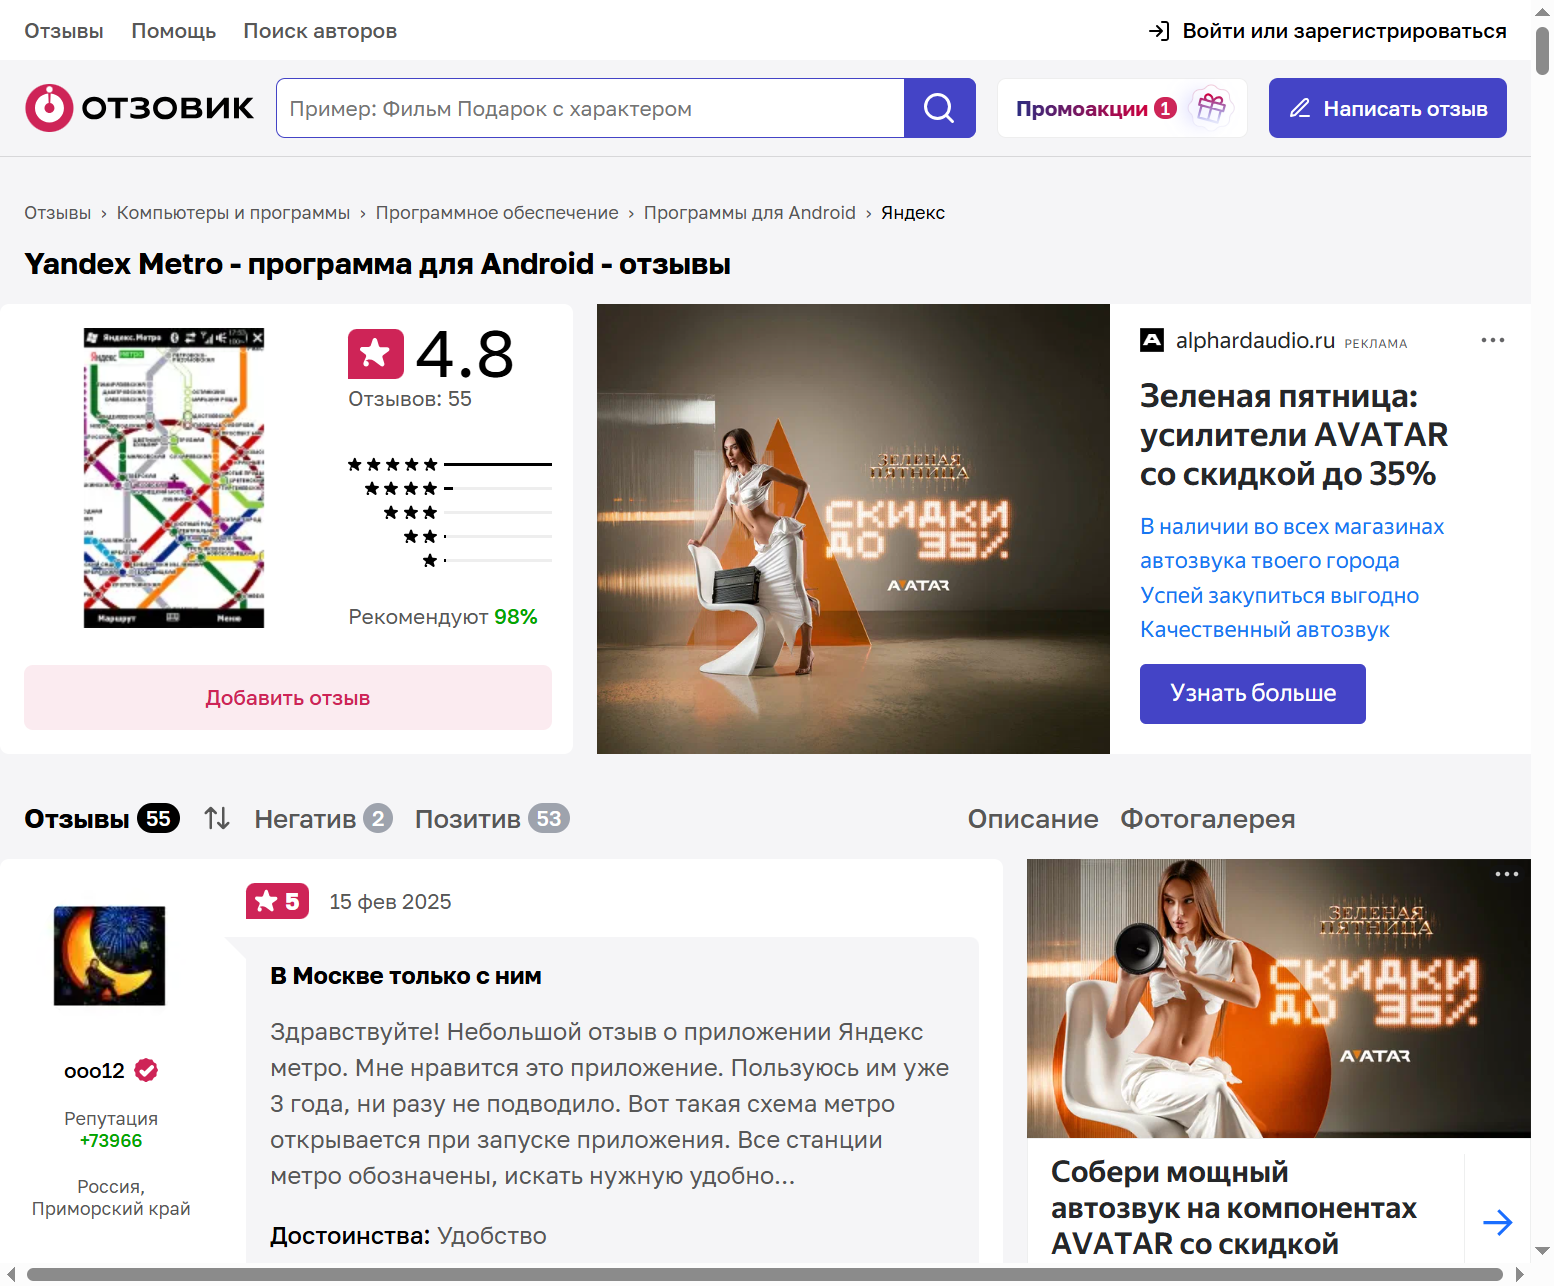 Отзывы Помощь Поиск авторов Войти или зарегистрироваться
ОТЗОВИК Пример: Фильм Подарок с характером Промоакции 1 Написать отзыв
Отзывы › Компьютеры и программы › Программное обеспечение › Программы для Android › Яндекс
Yandex Metro - программа для Android - отзывы
Яндекс.Метро
Яндекс метро
Маршрут Меню
4.8
Отзывов: 55
Рекомендуют 98%
Добавить отзыв
ЗЕЛЕНАЯ
ПЯТНИЦА
СКИДКИ
ДО 35%
AVATAR
alphardaudio.ru РЕКЛАМА
Зеленая пятница:
усилители AVATAR
со скидкой до 35%
В наличии во всех магазинах
автозвука твоего города
Успей закупиться выгодно
Качественный автозвук
Узнать больше
Отзывы 55 Негатив 2 Позитив 53 Описание Фотогалерея
5 15 фев 2025
ooo12
Репутация
+73966
Россия,
Приморский край
В Москве только с ним
Здравствуйте! Небольшой отзыв о приложении Яндекс
метро. Мне нравится это приложение. Пользуюсь им уже
3 года, ни разу не подводило. Вот такая схема метро
открывается при запуске приложения. Все станции
метро обозначены, искать нужную удобно...
Достоинства: Удобство
ЗЕЛЕНАЯ
ПЯТНИЦА
СКИДКИ
ДО 35%
AVATAR
Собери мощный
автозвук на компонентах
AVATAR со скидкой